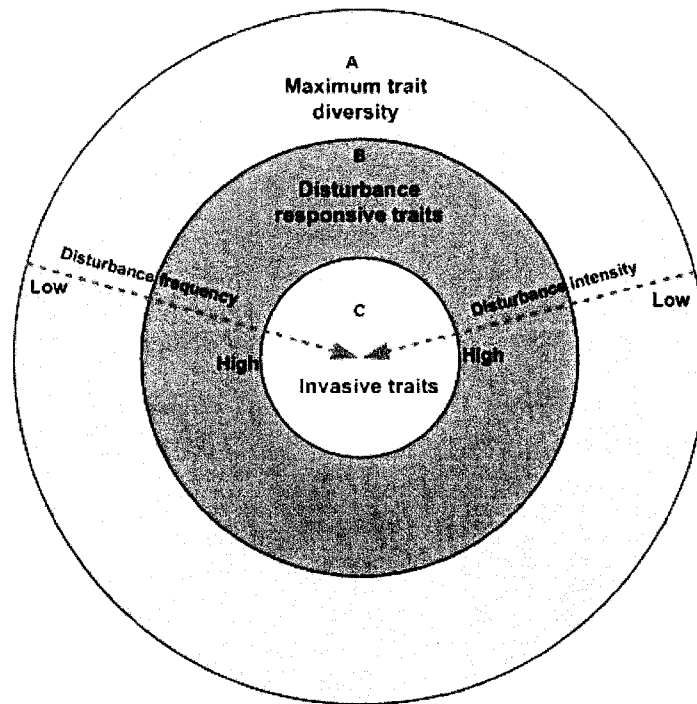 A
Maximum trait
diversity
B
Disturbance
responsive traits
Disturbance frequency
Low
Disturbance intensity
Low
C
High
High
Invasive traits